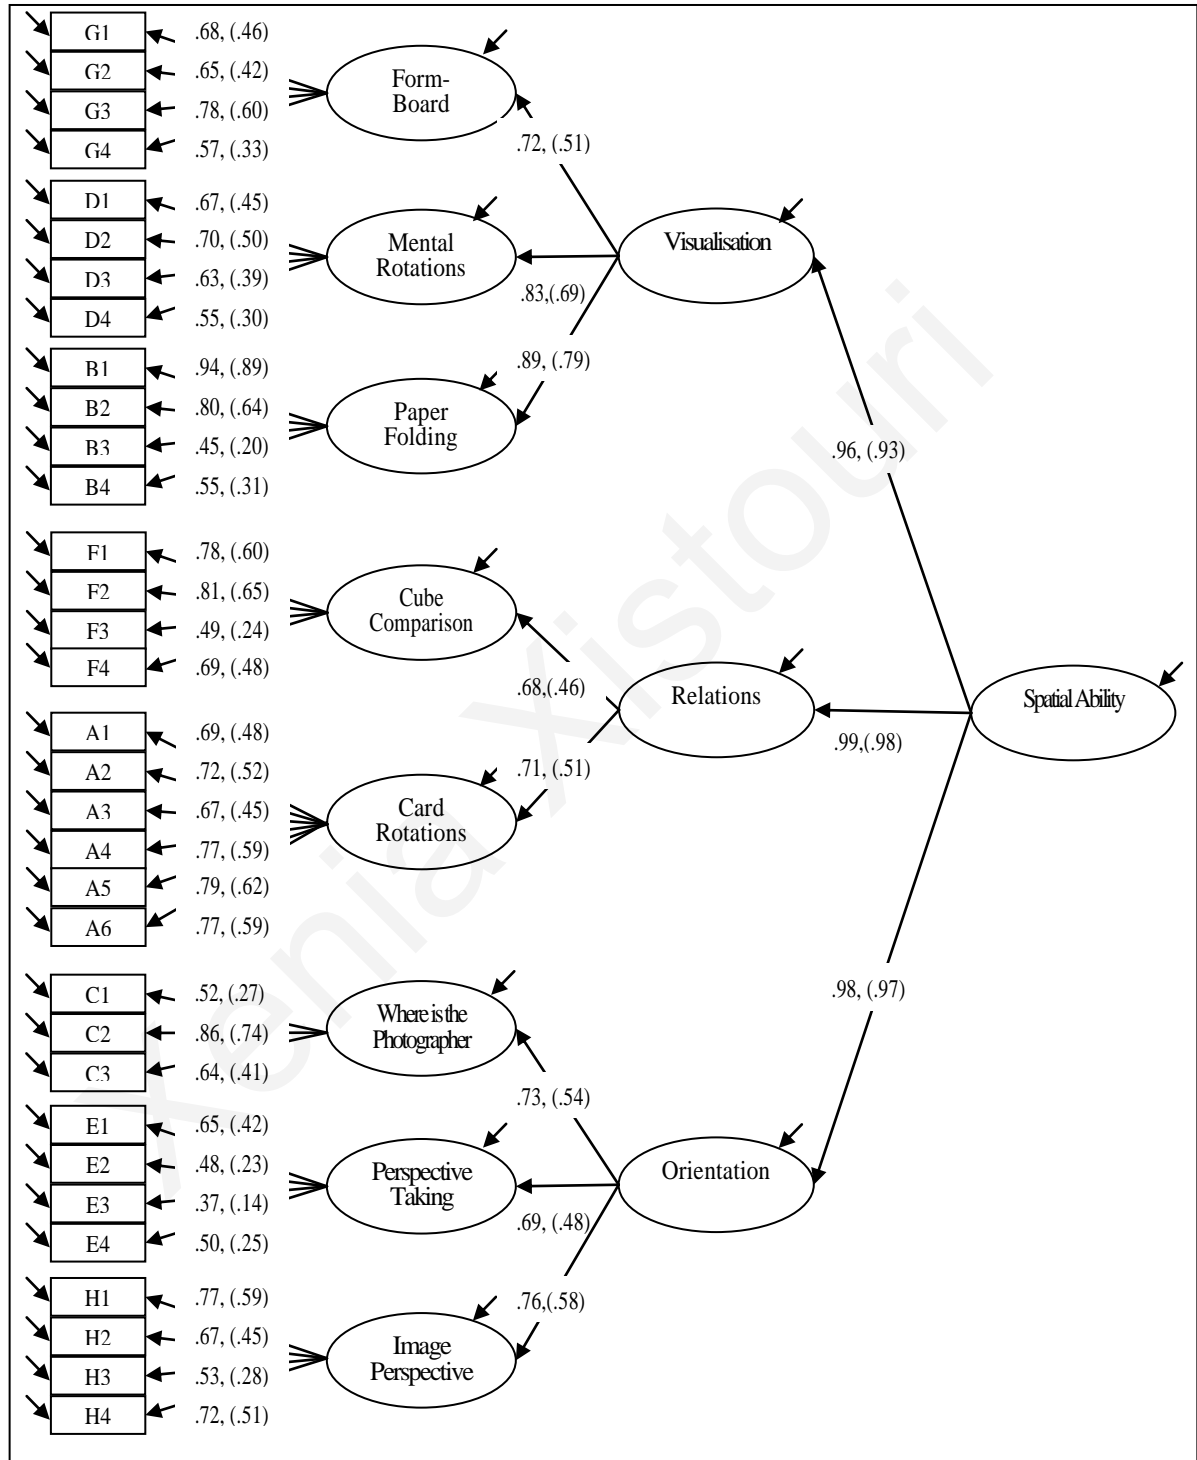 G1 .68, (.46)
G2 .65, (.42)
G3 .78, (.60)
G4 .57, (.33)
Form-
Board
.72, (.51)
D1 .67, (.45)
D2 .70, (.50)
D3 .63, (.39)
D4 .55, (.30)
Mental
Rotations
.83,(.69)
Visualisation
B1 .94, (.89)
B2 .80, (.64)
B3 .45, (.20)
B4 .55, (.31)
Paper
Folding
.89, (.79)
.96, (.93)
F1 .78, (.60)
F2 .81, (.65)
F3 .49, (.24)
F4 .69, (.48)
Cube
Comparison
.68,(.46)
Relations
.99,(.98)
Spatial Ability
A1 .69, (.48)
A2 .72, (.52)
A3 .67, (.45)
A4 .77, (.59)
A5 .79, (.62)
A6 .77, (.59)
Card
Rotations
.71, (.51)
.98, (.97)
C1 .52, (.27)
C2 .86, (.74)
C3 .64, (.41)
Where is the
Photographer
.73, (.54)
E1 .65, (.42)
E2 .48, (.23)
E3 .37, (.14)
E4 .50, (.25)
Perspective
Taking
.69, (.48)
Orientation
H1 .77, (.59)
H2 .67, (.45)
H3 .53, (.28)
H4 .72, (.51)
Image
Perspective
.76,(.58)
Xenia Xistouri